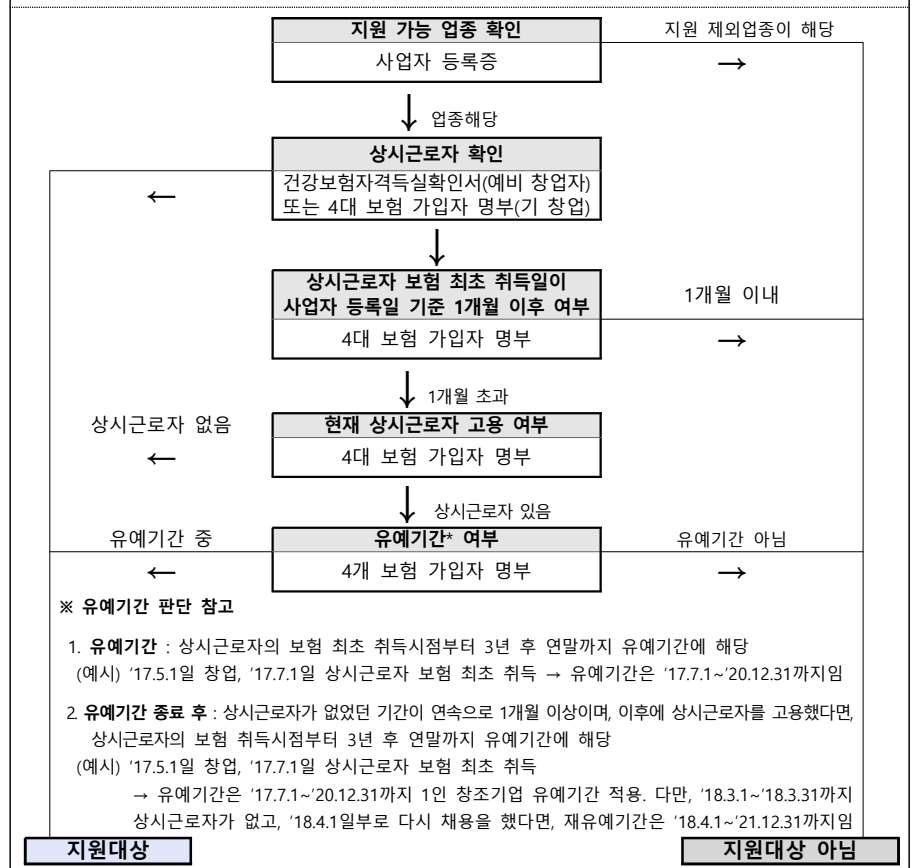 지원 가능 업종 확인
지원 제외업종이 해당
사업자 등록증
→
↓ 업종해당
상시근로자 확인
건강보험자격득실확인서(예비 창업자)
←
또는 4대 보험 가입자 명부(기 창업)
↓
상시근로자 보험 최초 취득일이
사업자 등록일 기준 1개월 이후 여부
1개월 이내
4대 보험 가입자 명부
→
↓ 1개월 초과
상시근로자 없음
현재 상시근로자 고용 여부
←
4대 보험 가입자 명부
↓ 상시근로자 있음
유예기간 중
유예기간* 여부
유예기간 아님
←
4개 보험 가입자 명부
→
※ 유예기간 판단 참고
1. 유예기간 : 상시근로자의 보험 최초 취득시점부터 3년 후 연말까지 유예기간에 해당
(예시) '17.5.1일 창업, '17.7.1일 상시근로자 보험 최초 취득 → 유예기간은 '17.7.1~'20.12.31까지임
2. 유예기간 종료 후 : 상시근로자가 없었던 기간이 연속으로 1개월 이상이며, 이후에 상시근로자를 고용했다면,
상시근로자의 보험 취득시점부터 3년 후 연말까지 유예기간에 해당
(예시) '17.5.1일 창업, '17.7.1일 상시근로자 보험 최초 취득
→ 유예기간은 '17.7.1~'20.12.31까지 1인 창조기업 유예기간 적용. 다만, '18.3.1~'18.3.31까지
상시근로자가 없고, '18.4.1일부로 다시 채용을 했다면, 재유예기간은 '18.4.1~'21.12.31까지임
지원대상
지원대상 아님